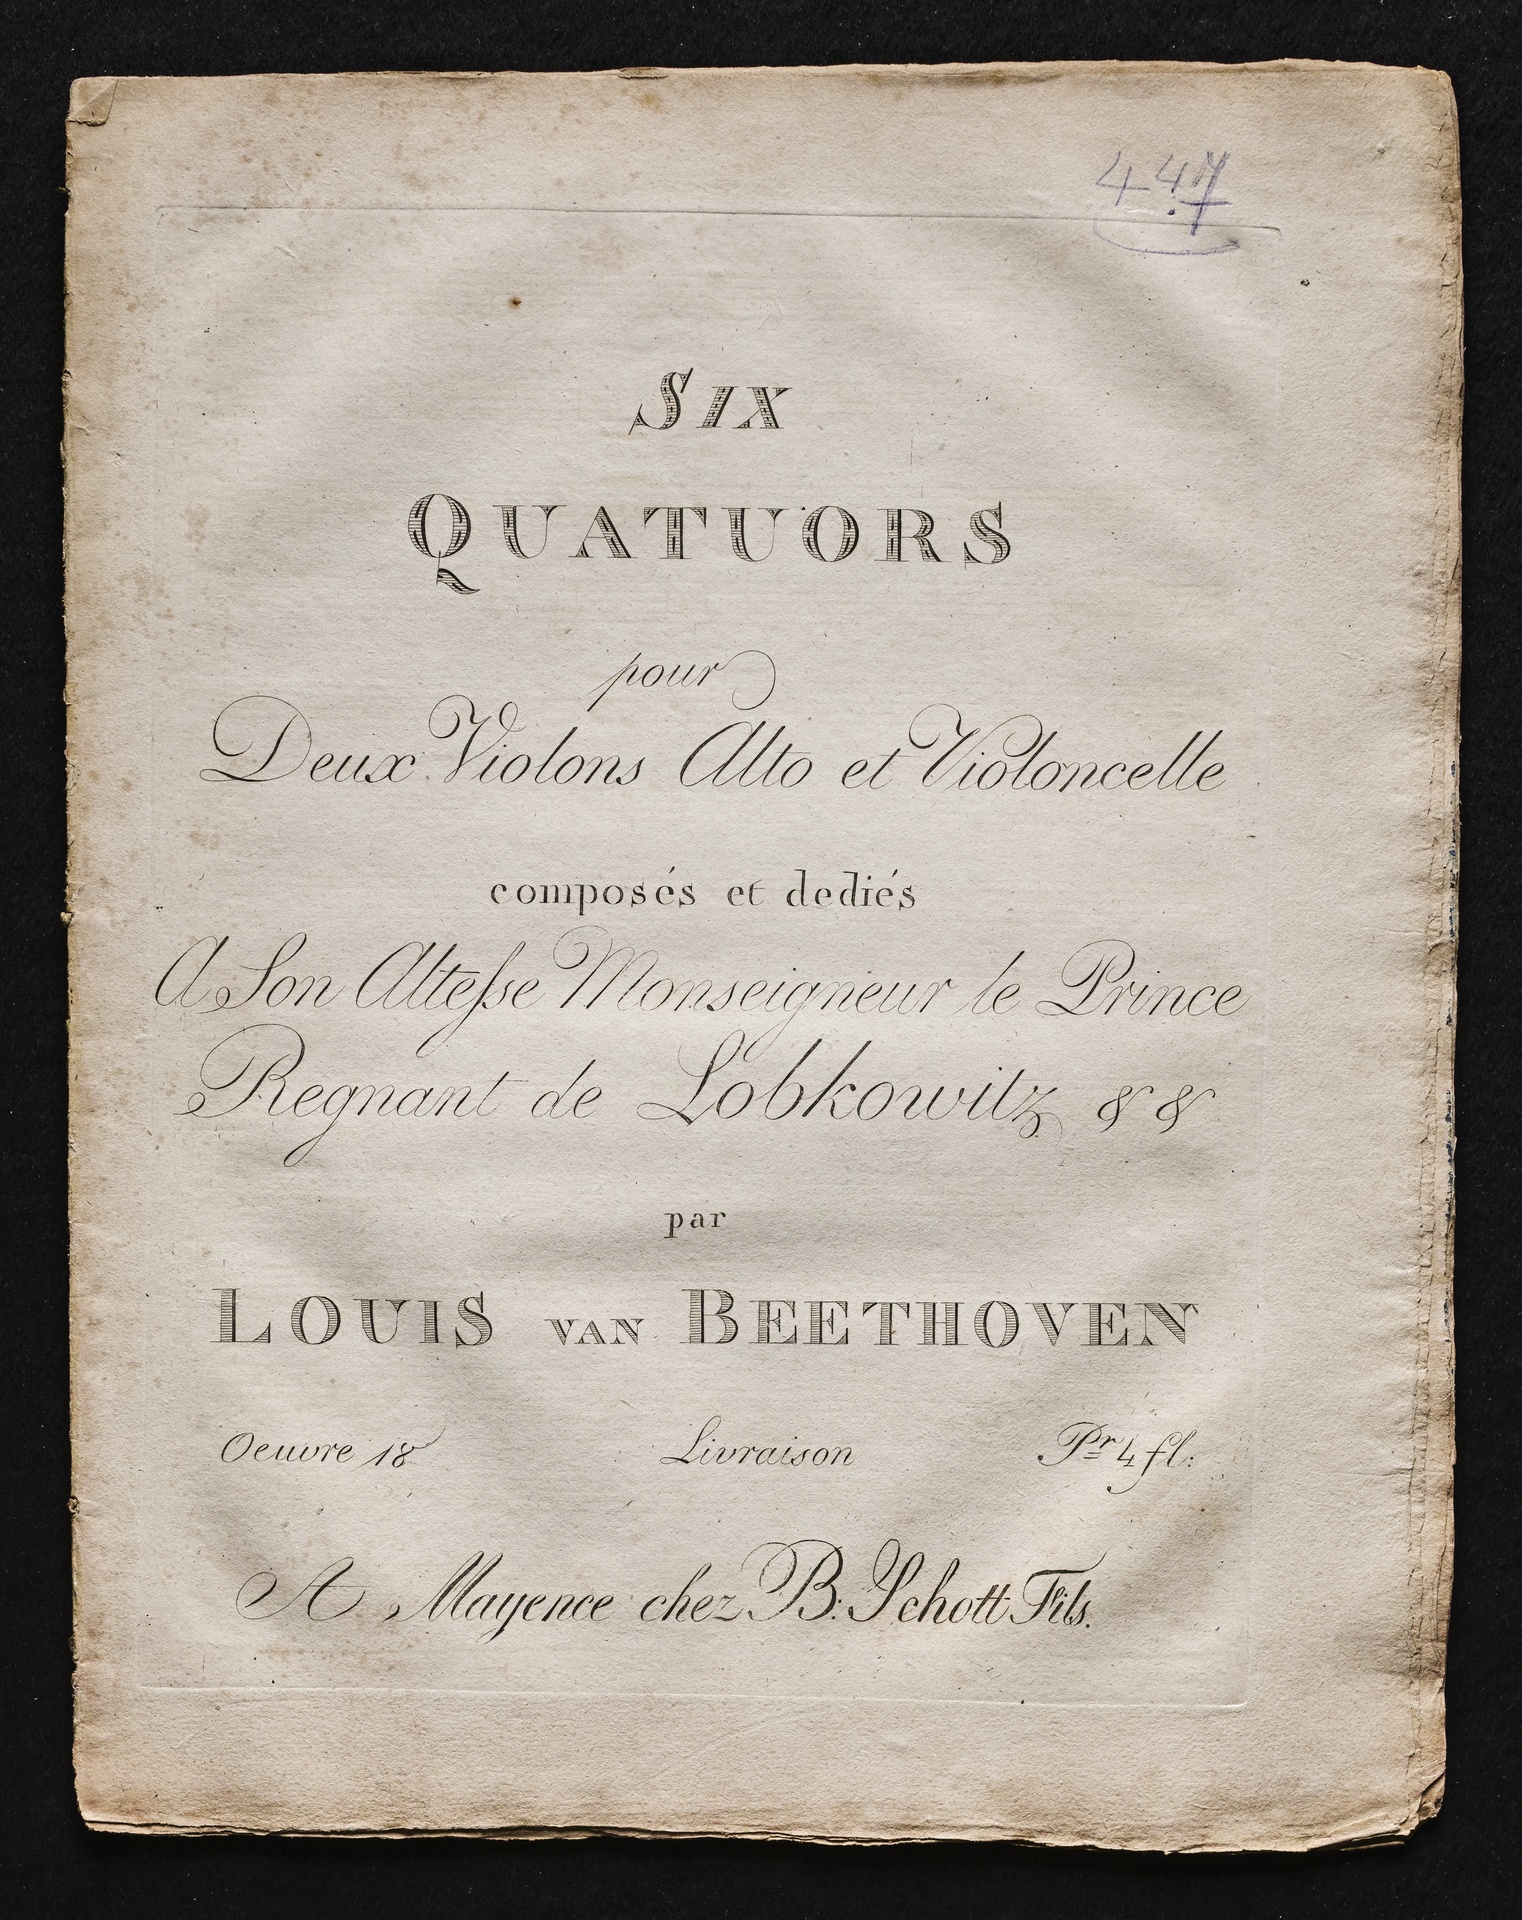 447
SIX
QUATUORS
pour
Deux Violons Alto et Violoncelle
composés et dediés
A Son Alteſse Monseigneur le Prince
Regnant de Lobkowitz & &
par
LOUIS VAN BEETHOVEN
Oeuvre 18 Livraison Pr 4 fl:
A Mayence chez B: Schott Fils.